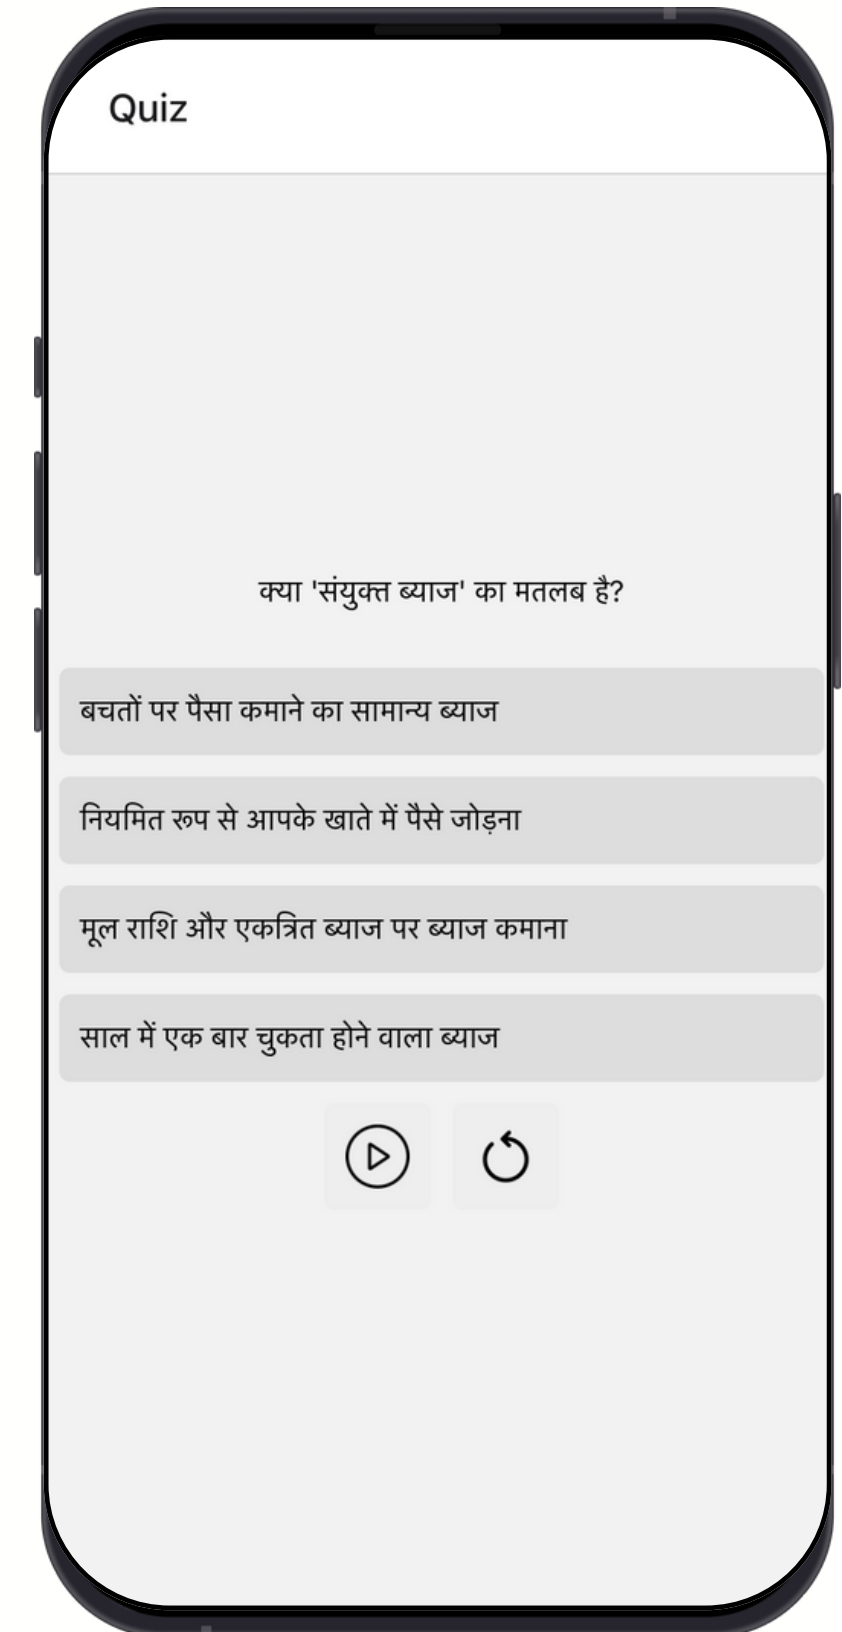 Quiz
क्या 'संयुक्त ब्याज' का मतलब है?
बचतों पर पैसा कमाने का सामान्य ब्याज
नियमित रूप से आपके खाते में पैसे जोड़ना
मूल राशि और एकत्रित ब्याज पर ब्याज कमाना
साल में एक बार चुकता होने वाला ब्याज